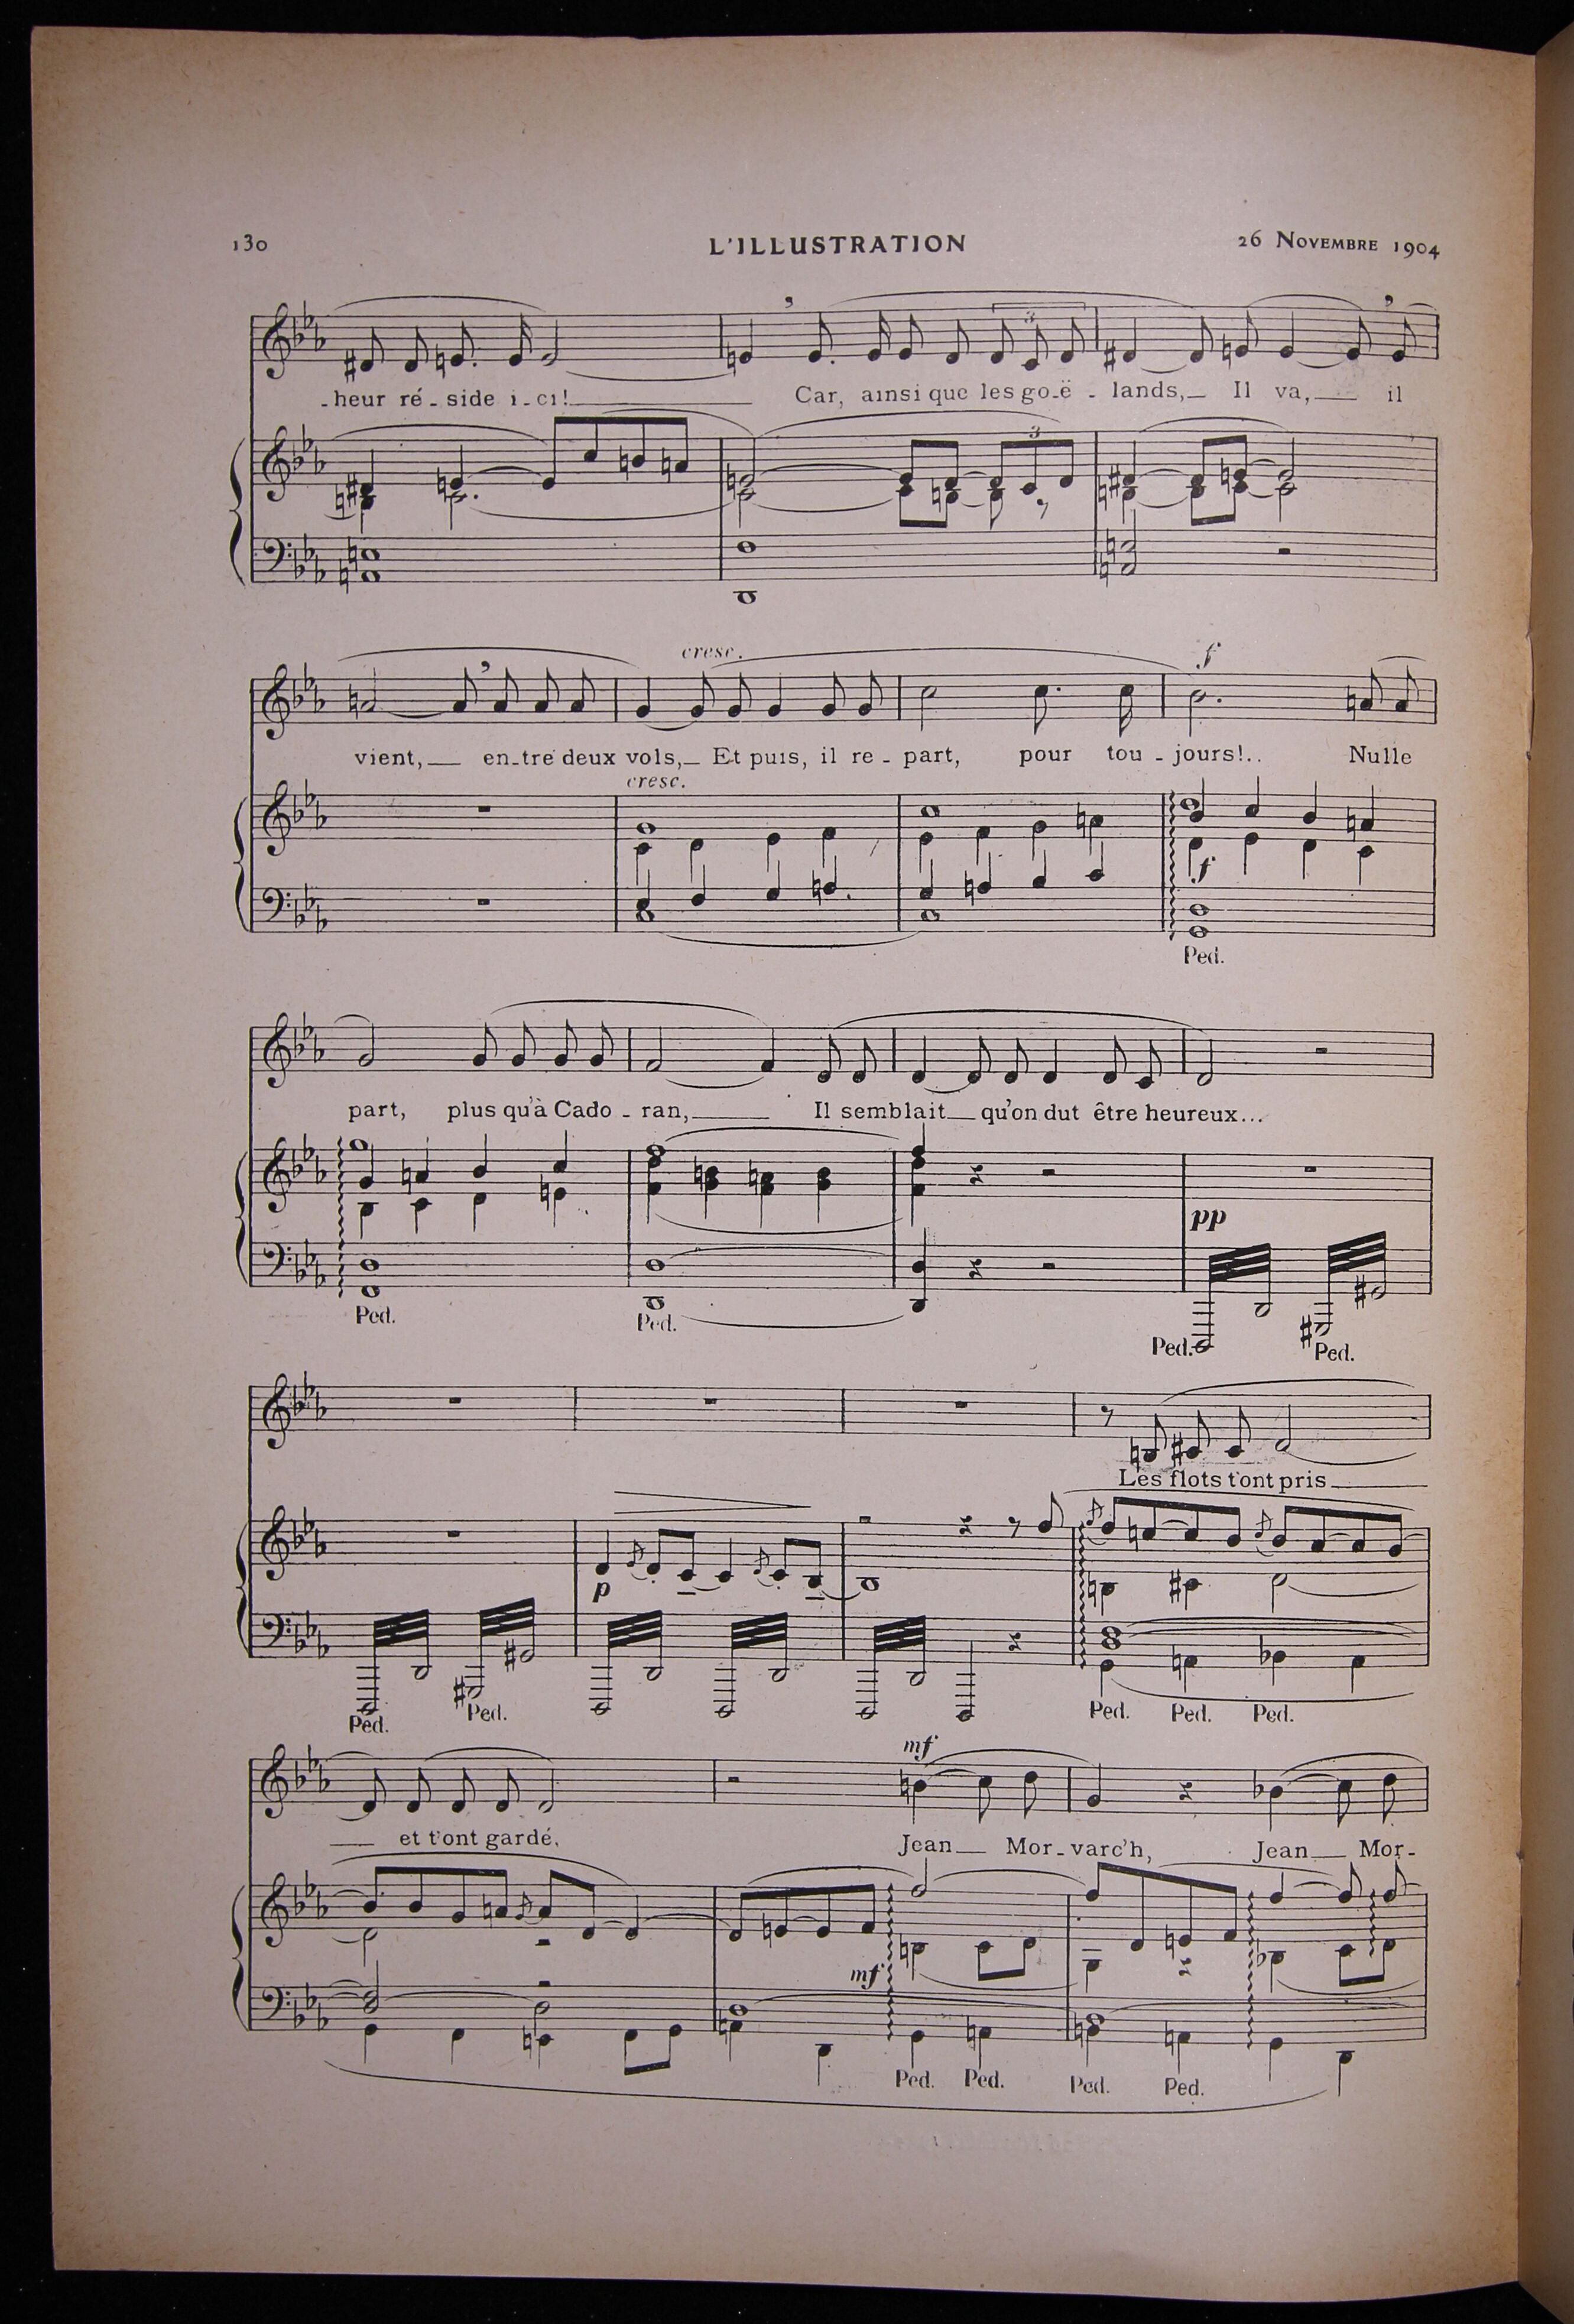 130 L'ILLUSTRATION 26 NOVEMBRE 1904
3
-heur ré-side i-ci! Car, ainsi que les go-ë-lands, Il va, il
3
cresc. f
vient, en-tre deux vols, Et puis, il re-part, pour tou-jours!.. Nulle
cresc.
f
Ped.
part, plus qu'à Cado-ran, Il semblait qu'on dut être heureux...
pp
Ped. Ped. Ped. Ped.
Les flots t'ont pris
p
Ped. Ped. Ped. Ped. Ped.
mf
et t'ont gardé. Jean Mor-varc'h, Jean Mor-
mf
Ped. Ped. Ped. Ped.